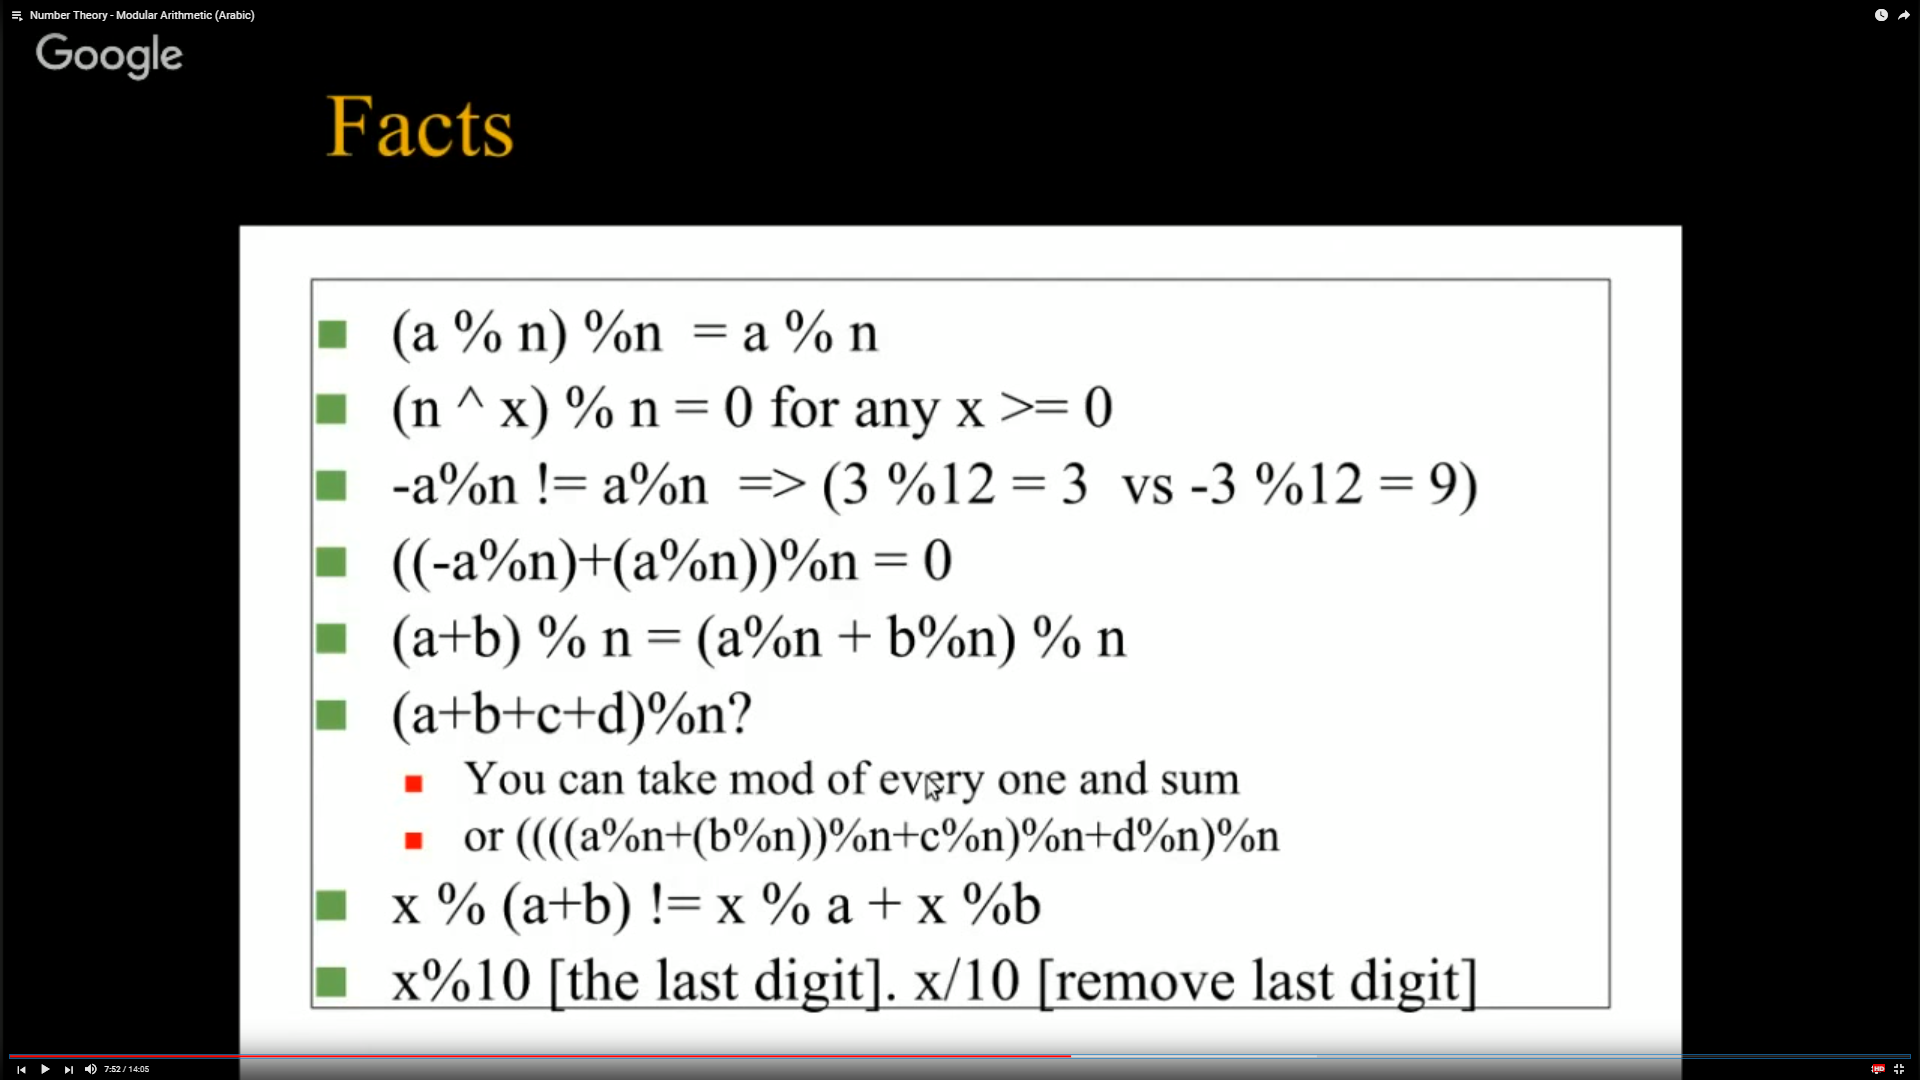 Number Theory - Modular Arithmetic (Arabic)
Google
Facts
(a % n) %n = a % n
(n ^ x) % n = 0 for any x >= 0
-a%n != a%n => (3 %12 = 3 vs -3 %12 = 9)
((-a%n)+(a%n))%n = 0
(a+b) % n = (a%n + b%n) % n
(a+b+c+d)%n?
You can take mod of every one and sum
or ((((a%n+(b%n))%n+c%n)%n+d%n)%n
x % (a+b) != x % a + x %b
x%10 [the last digit]. x/10 [remove last digit]
7:52 / 14:05
HD